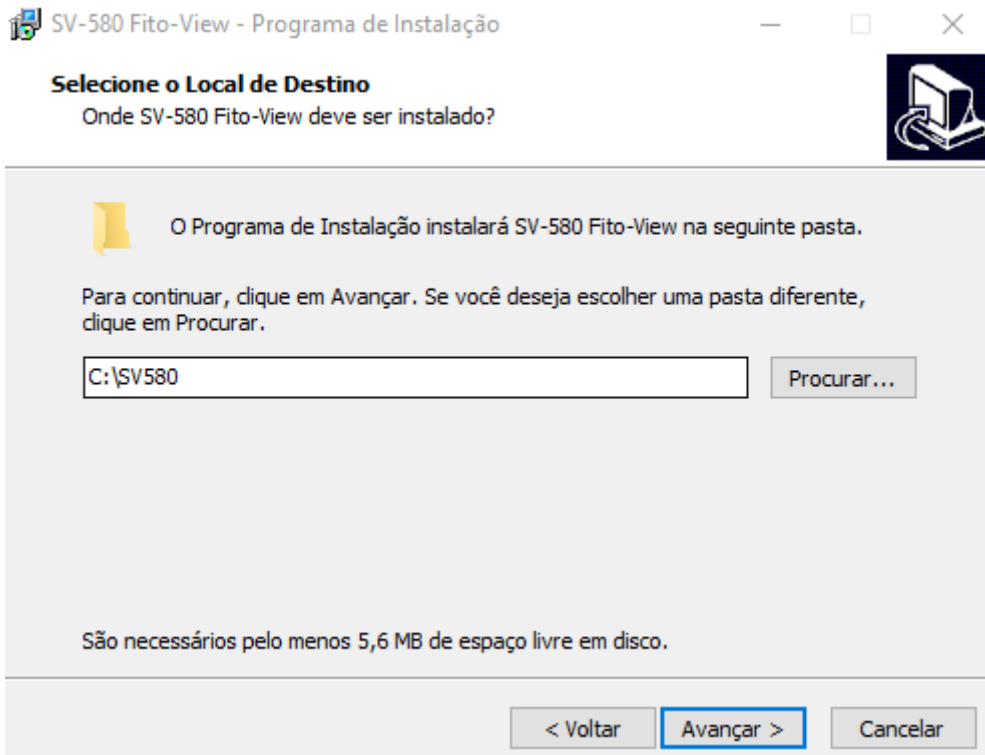 SV-580 Fito-View - Programa de Instalação
Selecione o Local de Destino
Onde SV-580 Fito-View deve ser instalado?
O Programa de Instalação instalará SV-580 Fito-View na seguinte pasta.
Para continuar, clique em Avançar. Se você deseja escolher uma pasta diferente,
clique em Procurar.
C:\SV580
Procurar...
São necessários pelo menos 5,6 MB de espaço livre em disco.
< Voltar
Avançar >
Cancelar